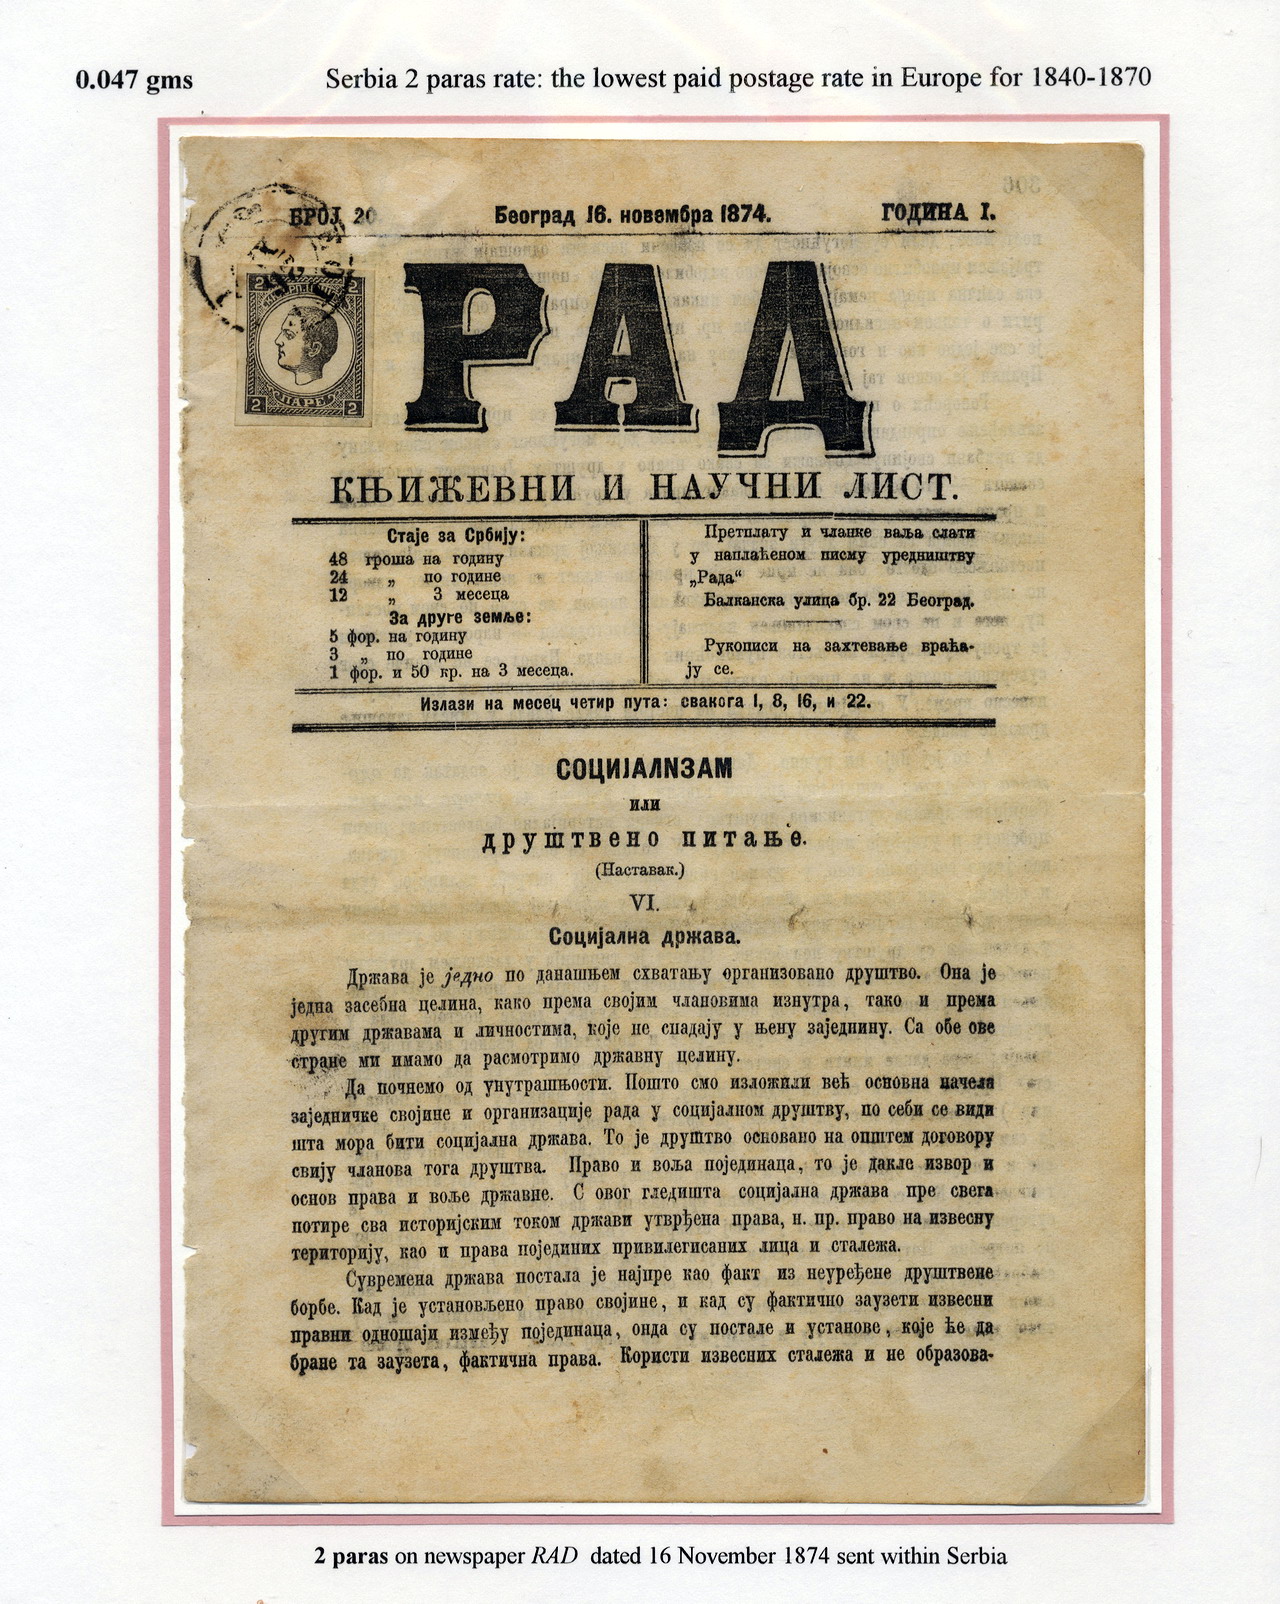 0.047 gms
Serbia 2 paras rate: the lowest paid postage rate in Europe for 1840-1870
БРОЈ 20
Београд 16. новембра 1874.
ГОДИНА I.
2 2
ПАРЕ
2 2
РАД
КЊИЖЕВНИ И НАУЧНИ ЛИСТ.
Стаје за Србију:
48 гроша на годину
24 „ по године
12 „ 3 месеца
За друге земље:
5 фор. на годину
3 „ по године
1 фор. и 50 кр. на 3 месеца.
Претплату и чланке ваља слати
у наплаћеном писму уредништву
„Рада“
Балканска улица бр. 22 Београд.
Рукописи на захтевање враћа-
ју се.
Излази на месец четир пута: свакога 1, 8, 16, и 22.
СОЦИЈАЛИЗАМ
или
друштвено питање.
(Наставак.)
VI.
Социјална држава.
Држава је једно по данашњем схватању организовано друштво. Она је
једна засебна целина, како према својим члановима изнутра, тако и према
другим државама и личностима, које не спадају у њену заједницу. Са обе ове
стране ми имамо да расмотримо државну целину.
Да почнемо од унутрашњости. Пошто смо изложили већ основна начела
заједничке својине и организације рада у социјалном друштву, по себи се види
шта мора бити социјална држава. То је друштво основано на општем договору
свију чланова тога друштва. Право и воља појединаца, то је дакле извор и
основ права и воље државне. С овог гледишта социјална држава пре свега
потире сва историјским током држави утврђена права, н. пр. право на извесну
територију, као и права појединих привилегисаних лица и сталежа.
Сувремена држава постала је најпре као факт из неуређене друштвене
борбе. Кад је установљено право својине, и кад су фактично заузети извесни
правни одношаји између појединаца, онда су постале и установе, које ће да
бране та заузета, фактична права. Користи извесних сталежа и не образова-
2 paras on newspaper RAD dated 16 November 1874 sent within Serbia